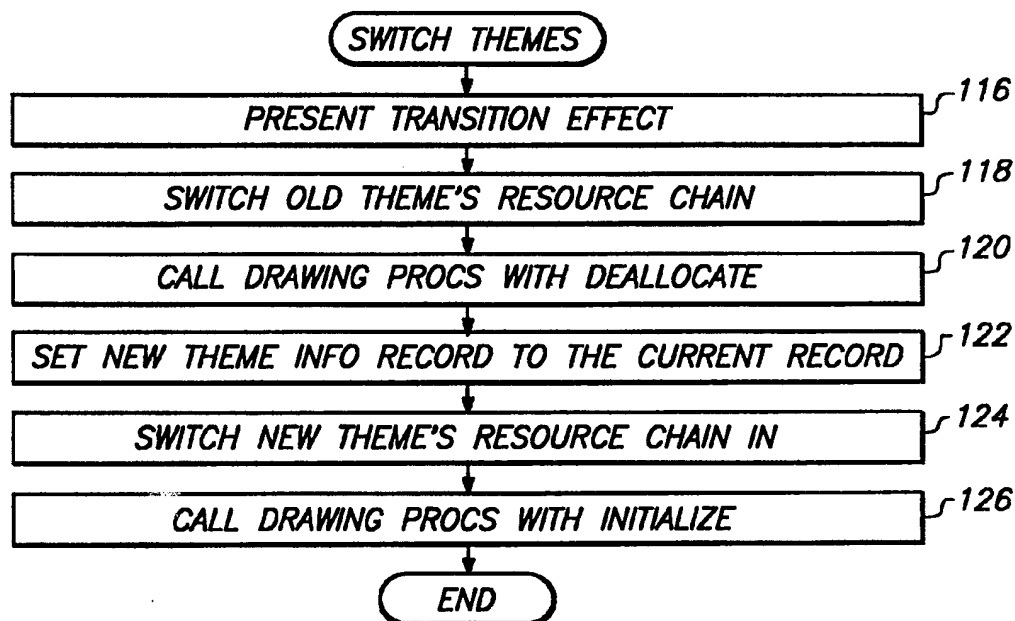 SWITCH THEMES
PRESENT TRANSITION EFFECT
116
SWITCH OLD THEME'S RESOURCE CHAIN
118
CALL DRAWING PROCS WITH DEALLOCATE
120
SET NEW THEME INFO RECORD TO THE CURRENT RECORD
122
SWITCH NEW THEME'S RESOURCE CHAIN IN
124
CALL DRAWING PROCS WITH INITIALIZE
126
END